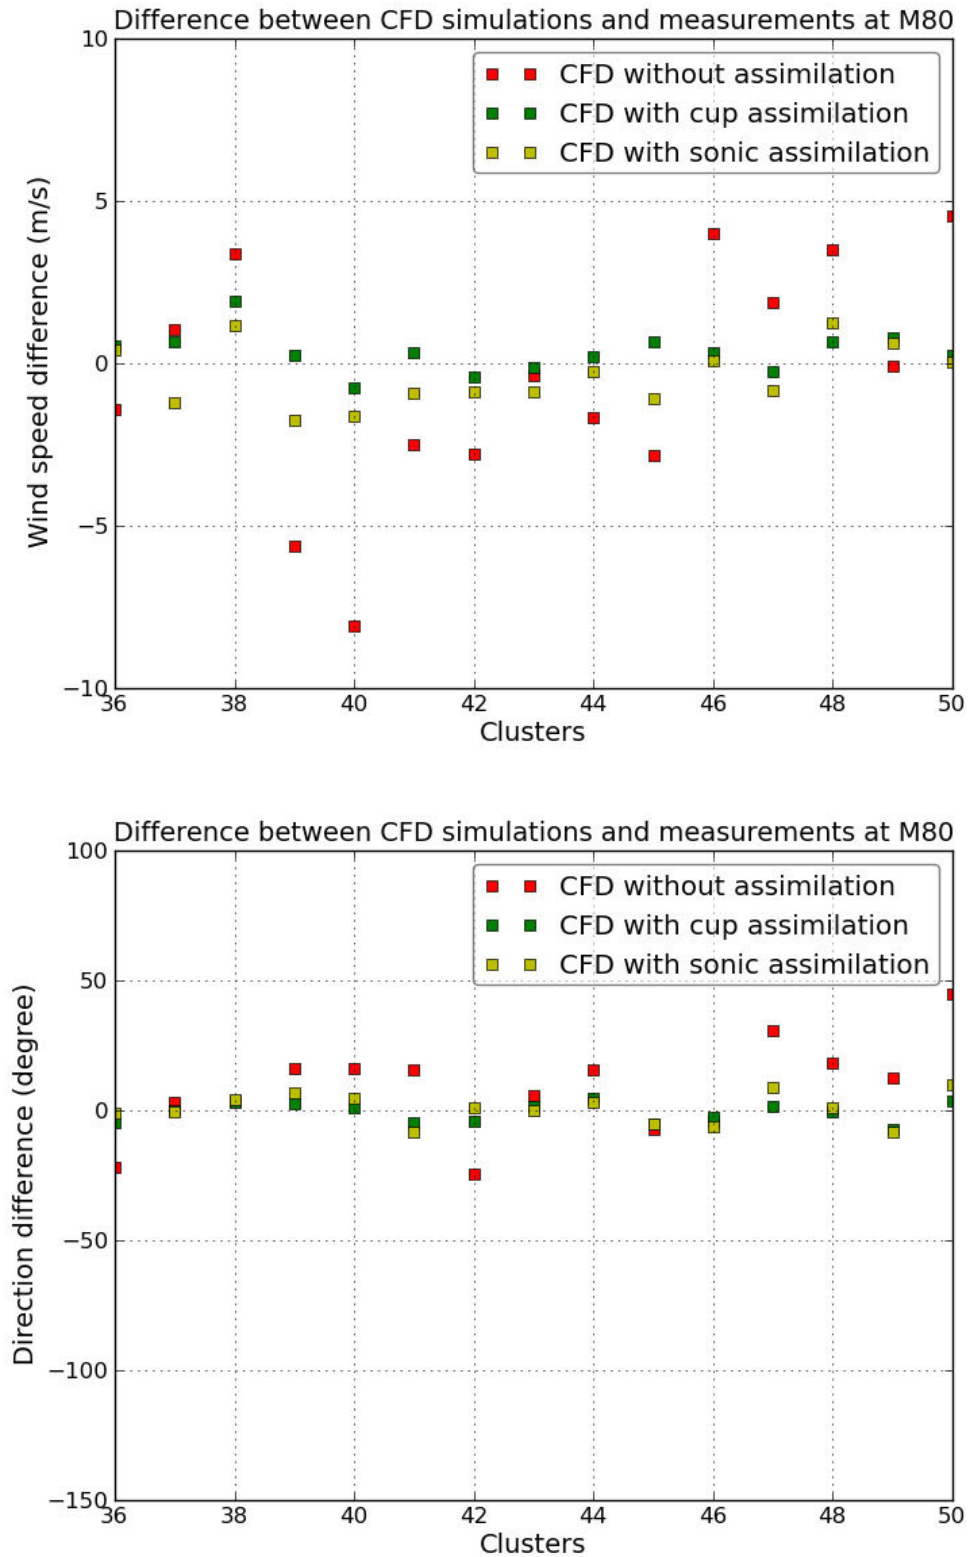 Difference between CFD simulations and measurements at M80
10
5
0
−5
−10
Wind speed difference (m/s)
CFD without assimilation
CFD with cup assimilation
CFD with sonic assimilation
36 38 40 42 44 46 48 50
Clusters
Difference between CFD simulations and measurements at M80
100
50
0
−50
−100
−150
Direction difference (degree)
CFD without assimilation
CFD with cup assimilation
CFD with sonic assimilation
36 38 40 42 44 46 48 50
Clusters